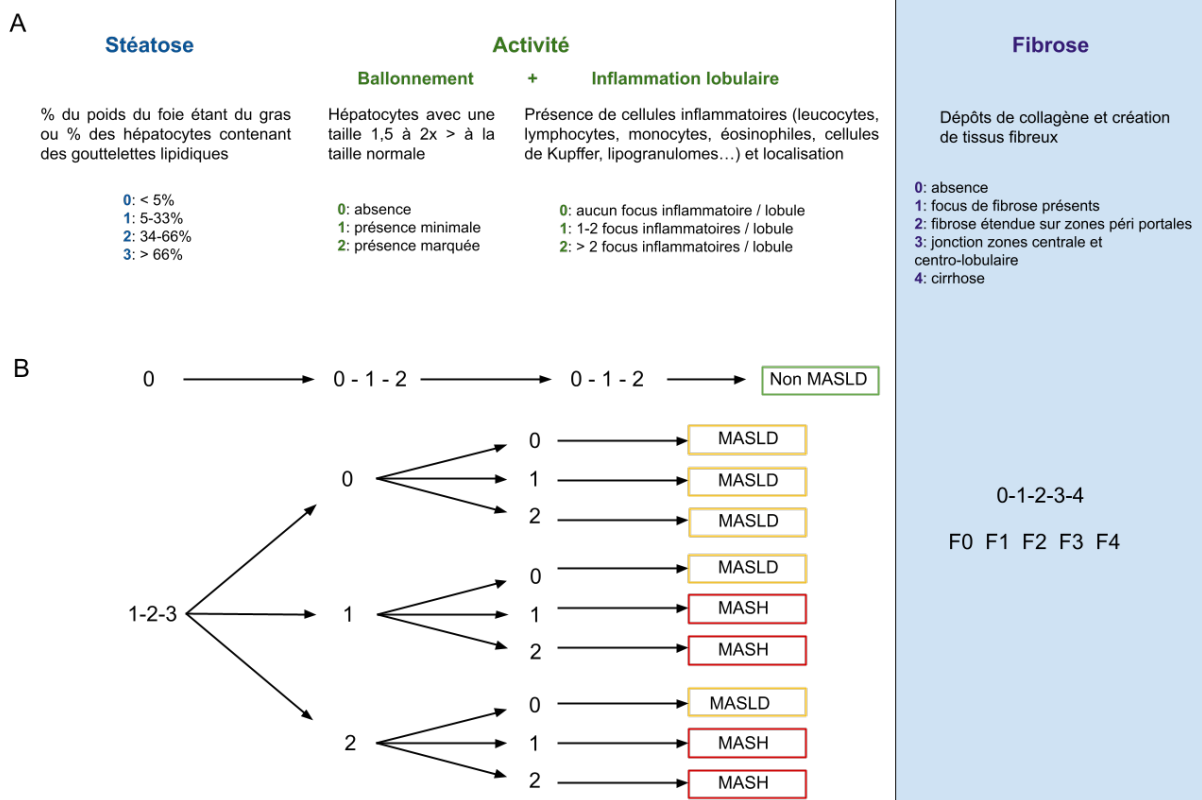 A
Stéatose
Activité
Fibrose
Ballonnement + Inflammation lobulaire
% du poids du foie étant du gras
ou % des hépatocytes contenant
des gouttelettes lipidiques
Hépatocytes avec une
taille 1,5 à 2x > à la
taille normale
Présence de cellules inflammatoires (leucocytes,
lymphocytes, monocytes, éosinophiles, cellules
de Kupffer, lipogranulomes…) et localisation
Dépôts de collagène et création
de tissus fibreux
0: < 5%
1: 5-33%
2: 34-66%
3: > 66%
0: absence
1: présence minimale
2: présence marquée
0: aucun focus inflammatoire / lobule
1: 1-2 focus inflammatoires / lobule
2: > 2 focus inflammatoires / lobule
0: absence
1: focus de fibrose présents
2: fibrose étendue sur zones péri portales
3: jonction zones centrale et
centro-lobulaire
4: cirrhose
B
0
0 - 1 - 2
0 - 1 - 2
Non MASLD
1-2-3
0
0
MASLD
1
MASLD
2
MASLD
1
0
MASLD
1
MASH
2
MASH
2
0
MASLD
1
MASH
2
MASH
0-1-2-3-4
F0 F1 F2 F3 F4